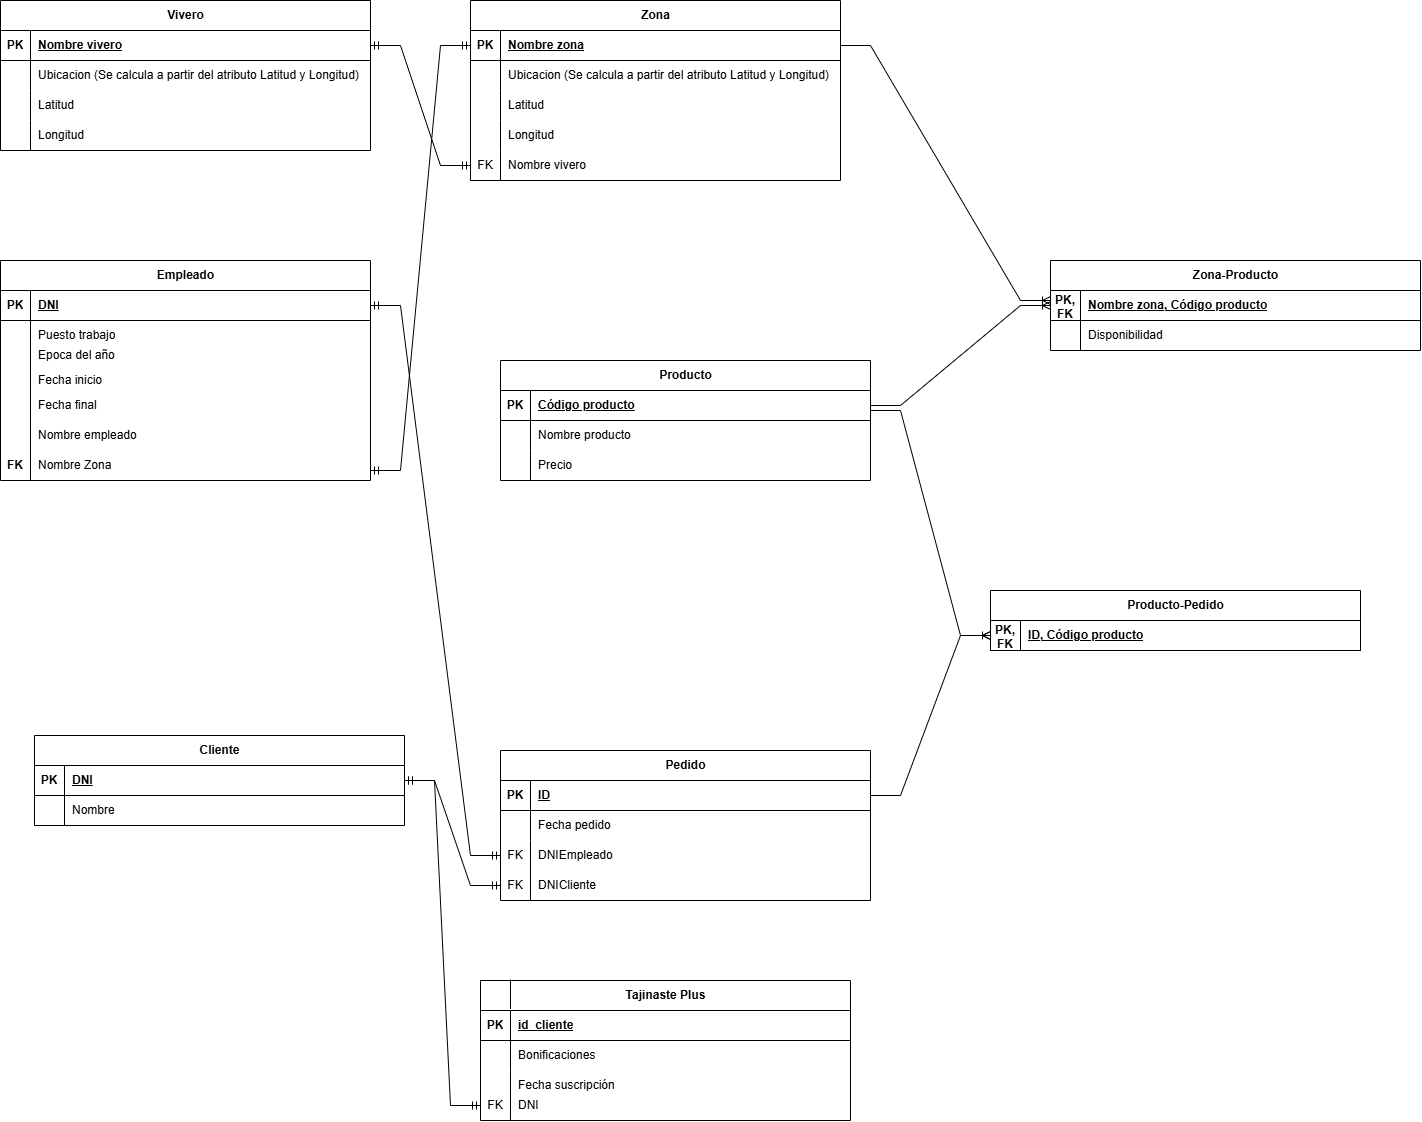 Vivero
PK Nombre vivero
Ubicacion (Se calcula a partir del atributo Latitud y Longitud)
Latitud
Longitud
Zona
PK Nombre zona
Ubicacion (Se calcula a partir del atributo Latitud y Longitud)
Latitud
Longitud
FK Nombre vivero
Empleado
PK DNI
Puesto trabajo
Epoca del año
Fecha inicio
Fecha final
Nombre empleado
FK Nombre Zona
Zona-Producto
PK,
FK Nombre zona, Código producto
Disponibilidad
Producto
PK Código producto
Nombre producto
Precio
Producto-Pedido
PK,
FK ID, Código producto
Cliente
PK DNI
Nombre
Pedido
PK ID
Fecha pedido
FK DNIEmpleado
FK DNICliente
Tajinaste Plus
PK id_cliente
Bonificaciones
Fecha suscripción
FK DNI